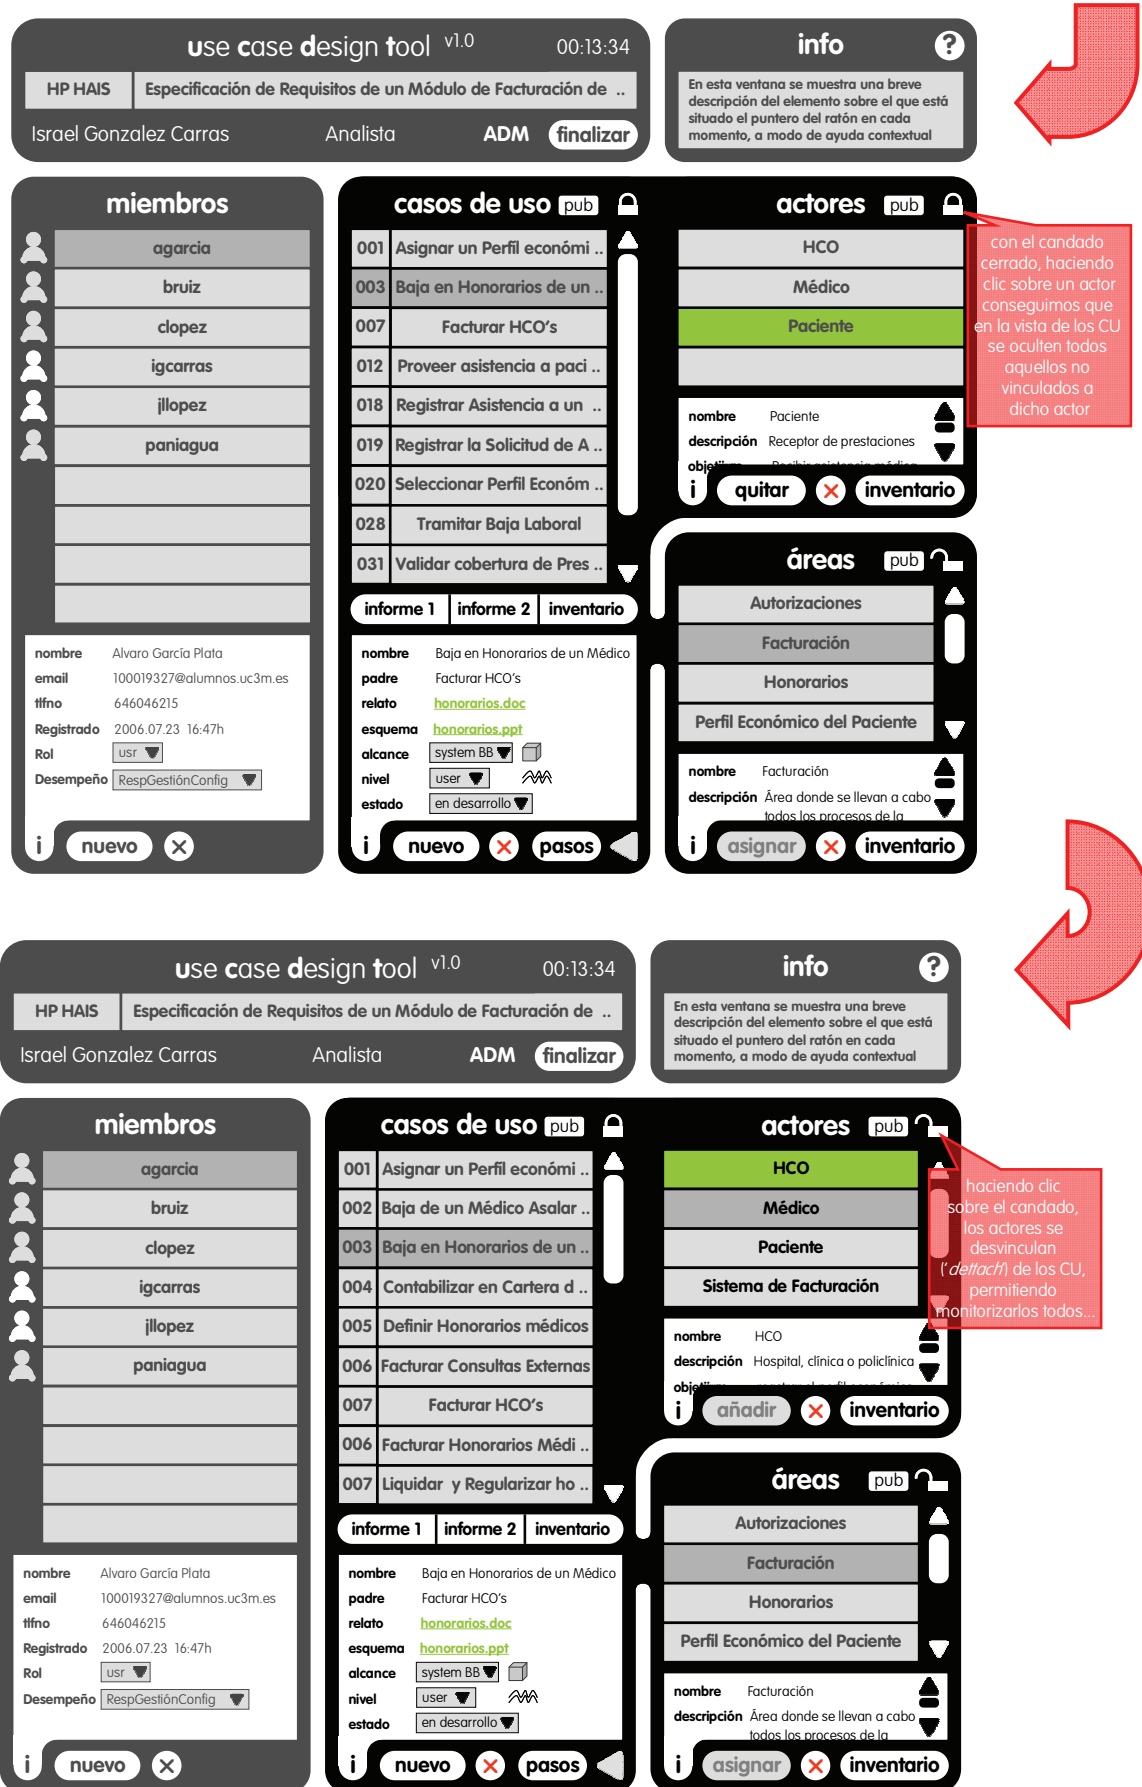 use case design tool v1.0 00:13:34
HP HAIS Especificación de Requisitos de un Módulo de Facturación de ..
Israel Gonzalez Carras Analista ADM finalizar
info ?
En esta ventana se muestra una breve
descripción del elemento sobre el que está
situado el puntero del ratón en cada
momento, a modo de ayuda contextual
miembros
agarcia
bruiz
clopez
igcarras
jllopez
paniagua
nombre Alvaro García Plata
email 100019327@alumnos.uc3m.es
tlfno 646046215
Registrado 2006.07.23 16:47h
Rol usr
Desempeño RespGestiónConfig
i nuevo
casos de uso pub
001 Asignar un Perfil económi ..
003 Baja en Honorarios de un ..
007 Facturar HCO's
012 Proveer asistencia a paci ..
018 Registrar Asistencia a un ..
019 Registrar la Solicitud de A ..
020 Seleccionar Perfil Económ ..
028 Tramitar Baja Laboral
031 Validar cobertura de Pres ..
informe 1 informe 2 inventario
nombre Baja en Honorarios de un Médico
padre Facturar HCO's
relato honorarios.doc
esquema honorarios.ppt
alcance system BB
nivel user
estado en desarrollo
i nuevo pasos
actores pub
HCO
Médico
Paciente
nombre Paciente
descripción Receptor de prestaciones
i quitar inventario
con el candado
cerrado, haciendo
clic sobre un actor
conseguimos que
en la vista de los CU
se oculten todos
aquellos no
vinculados a
dicho actor
áreas pub
Autorizaciones
Facturación
Honorarios
Perfil Económico del Paciente
nombre Facturación
descripción Área donde se llevan a cabo
todos los procesos de la
i asignar inventario
use case design tool v1.0 00:13:34
HP HAIS Especificación de Requisitos de un Módulo de Facturación de ..
Israel Gonzalez Carras Analista ADM finalizar
info ?
En esta ventana se muestra una breve
descripción del elemento sobre el que está
situado el puntero del ratón en cada
momento, a modo de ayuda contextual
miembros
agarcia
bruiz
clopez
igcarras
jllopez
paniagua
nombre Alvaro García Plata
email 100019327@alumnos.uc3m.es
tlfno 646046215
Registrado 2006.07.23 16:47h
Rol usr
Desempeño RespGestiónConfig
i nuevo
casos de uso pub
001 Asignar un Perfil económi ..
002 Baja de un Médico Asalar ..
003 Baja en Honorarios de un ..
004 Contabilizar en Cartera d ..
005 Definir Honorarios médicos
006 Facturar Consultas Externas
007 Facturar HCO's
006 Facturar Honorarios Médi ..
007 Liquidar y Regularizar ho ..
informe 1 informe 2 inventario
nombre Baja en Honorarios de un Médico
padre Facturar HCO's
relato honorarios.doc
esquema honorarios.ppt
alcance system BB
nivel user
estado en desarrollo
i nuevo pasos
actores pub
HCO
Médico
Paciente
Sistema de Facturación
nombre HCO
descripción Hospital, clínica o policlínica
i añadir inventario
haciendo clic
sobre el candado,
los actores se
desvinculan
('dettach') de los CU,
permitiendo
monitorizarlos todos...
áreas pub
Autorizaciones
Facturación
Honorarios
Perfil Económico del Paciente
nombre Facturación
descripción Área donde se llevan a cabo
todos los procesos de la
i asignar inventario